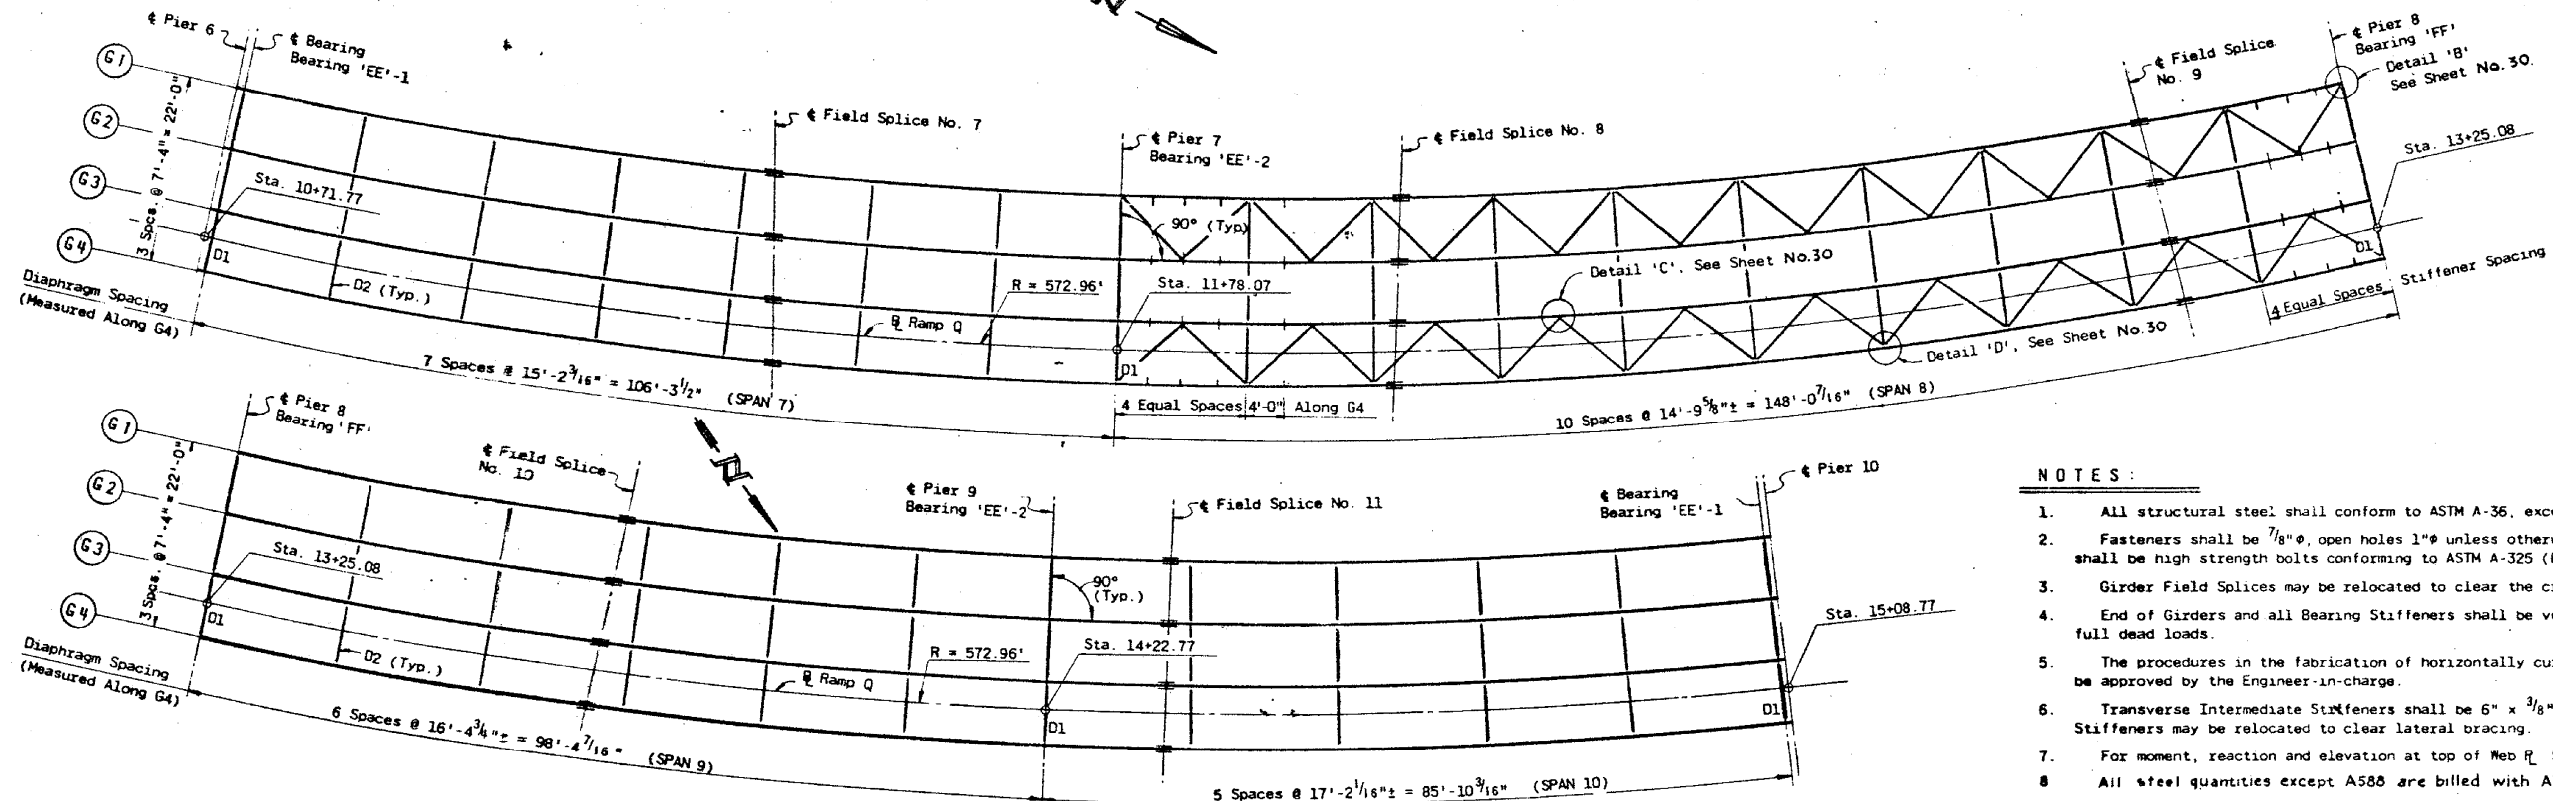 N
℄ Pier 6
℄ Bearing
Bearing 'EE'-1
G1
G2
G3
G4
3 Spcs. @ 7'-4" = 22'-0"
Sta. 10+71.77
D1
D2 (Typ.)
Diaphragm Spacing
(Measured Along G4)
7 Spaces @ 15'-2 3/16" = 106'-3 1/2" (SPAN 7)
℄ Field Splice No. 7
℄ Pier 7
Bearing 'EE'-2
℄ Field Splice No. 8
90° (Typ.)
R = 572.96'
Sta. 11+78.07
℄ Ramp Q
D1
4 Equal Spaces
4'-0" Along G4
Detail 'C', See Sheet No.30
Detail 'D', See Sheet No.30
10 Spaces @ 14'-9 5/8"± = 148'-0 7/16" (SPAN 8)
℄ Field Splice
No. 9
℄ Pier 8
Bearing 'FF'
Detail 'B'
See Sheet No.30.
Sta. 13+25.08
D1
4 Equal Spaces
Stiffener Spacing
℄ Pier 8
Bearing 'FF'
G1
G2
G3
G4
3 Spcs. @ 7'-4" = 22'-0"
Sta. 13+25.08
D1
D2 (Typ.)
Diaphragm Spacing
(Measured Along G4)
6 Spaces @ 16'-4 3/4"± = 98'-4 7/16" (SPAN 9)
℄ Field Splice
No. 10
N
℄ Pier 9
Bearing 'EE'-2
℄ Field Splice No. 11
90°
(Typ.)
R = 572.96'
Sta. 14+22.77
℄ Ramp Q
D1
℄ Bearing
Bearing 'EE'-1
℄ Pier 10
Sta. 15+08.77
D1
5 Spaces @ 17'-2 1/16"± = 85'-10 3/16" (SPAN 10)
NOTES:
1. All structural steel shall conform to ASTM A-36, exc
2. Fasteners shall be 7/8"ø, open holes 1"ø unless other
shall be high strength bolts conforming to ASTM A-325 (
3. Girder Field Splices may be relocated to clear the c
4. End of Girders and all Bearing Stiffeners shall be v
full dead loads.
5. The procedures in the fabrication of horizontally cu
be approved by the Engineer-in-charge.
6. Transverse Intermediate Stiffeners shall be 6" x 3/8"
Stiffeners may be relocated to clear lateral bracing.
7. For moment, reaction and elevation at top of Web ℄
8 All steel quantities except A588 are billed with A